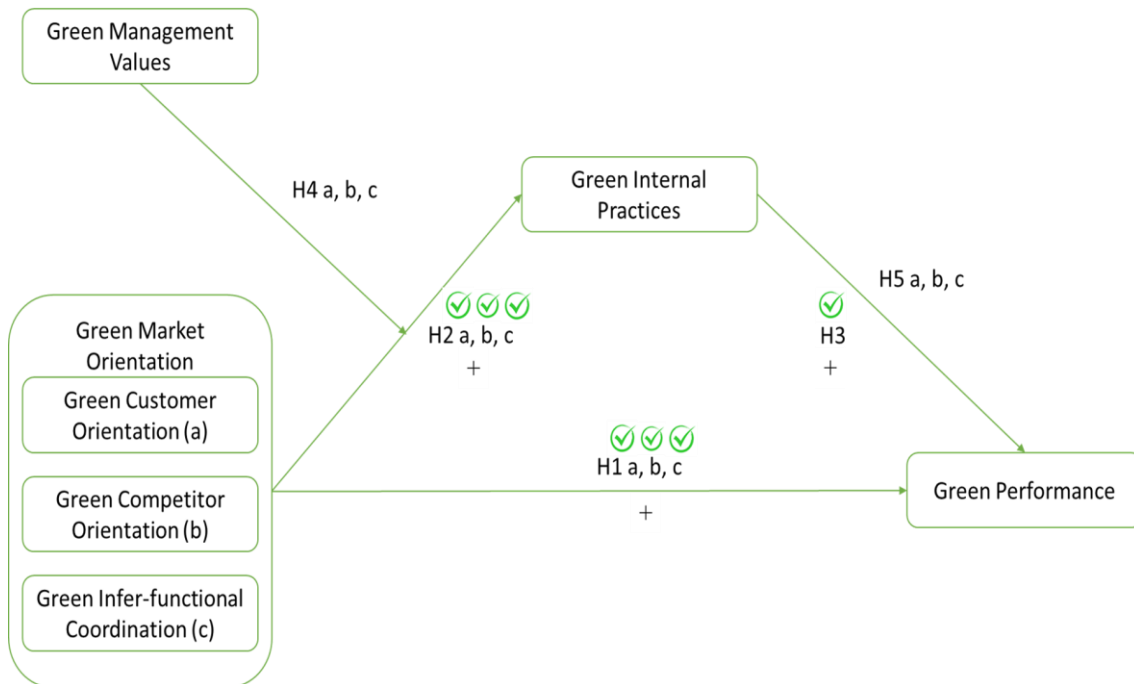 Green Management
Values
H4 a, b, c
Green Internal
Practices
H5 a, b, c
H2 a, b, c
+
H3
+
Green Market
Orientation
Green Customer
Orientation (a)
H1 a, b, c
+
Green Competitor
Orientation (b)
Green Performance
Green Infer-functional
Coordination (c)